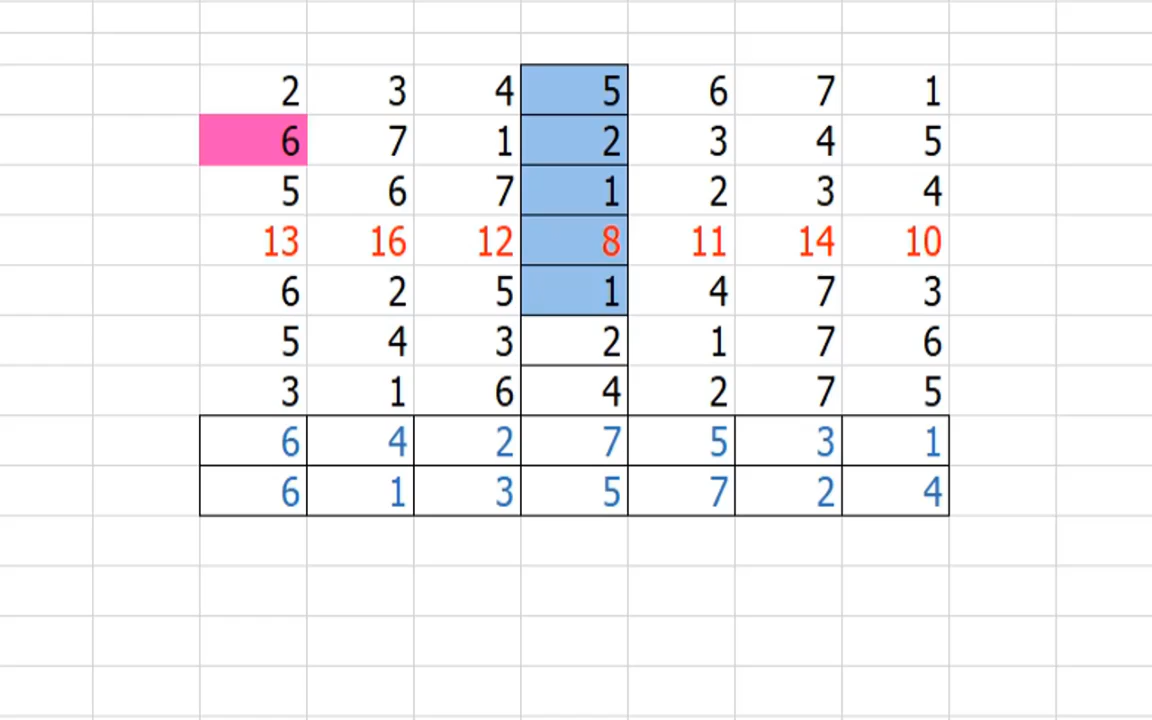 2 3 4 5 6 7 1
6 7 1 2 3 4 5
5 6 7 1 2 3 4
13 16 12 8 11 14 10
6 2 5 1 4 7 3
5 4 3 2 1 7 6
3 1 6 4 2 7 5
6 4 2 7 5 3 1
6 1 3 5 7 2 4